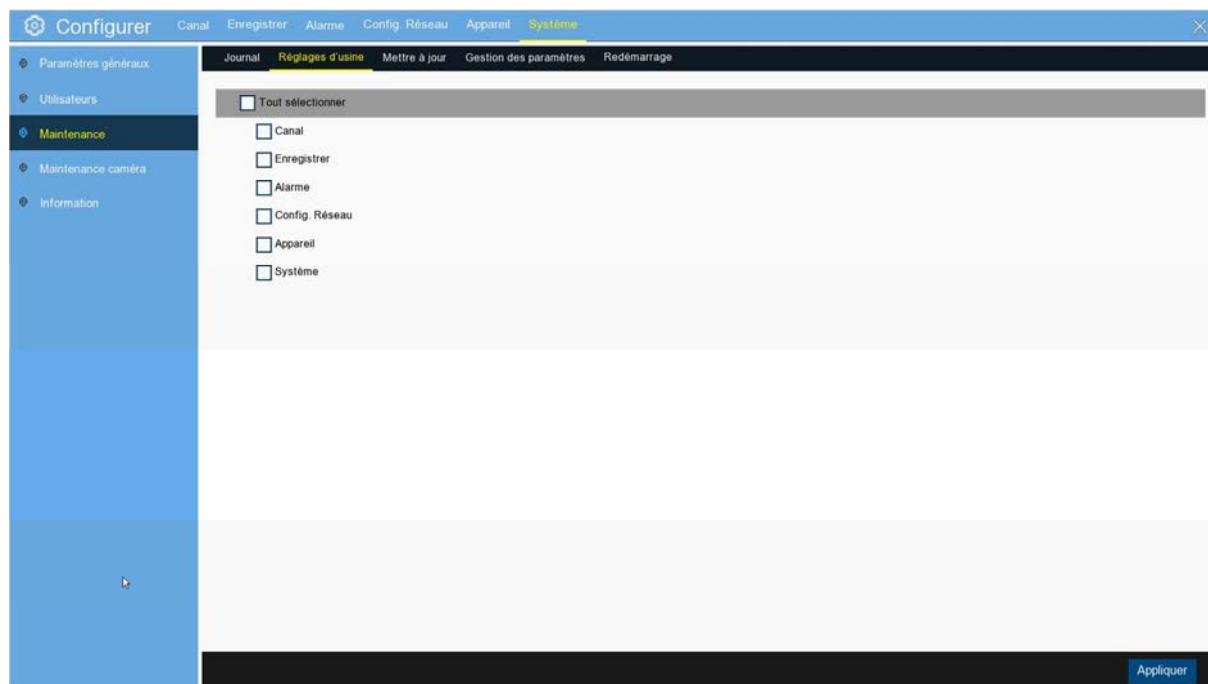 Configurer Canal Enregistrer Alarme Config. Réseau Appareil Système
Paramètres généraux
Utilisateurs
Maintenance
Maintenance caméra
Information
Journal Réglages d'usine Mettre à jour Gestion des paramètres Redémarrage
Tout sélectionner
Canal
Enregistrer
Alarme
Config. Réseau
Appareil
Système
Appliquer